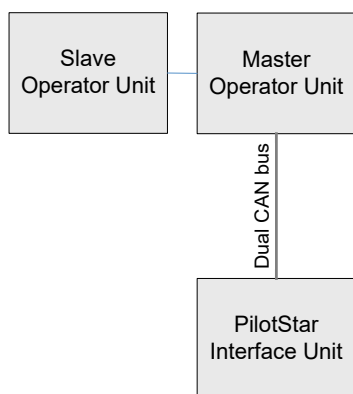 Slave
Operator Unit
Master
Operator Unit
Dual CAN bus
PilotStar
Interface Unit